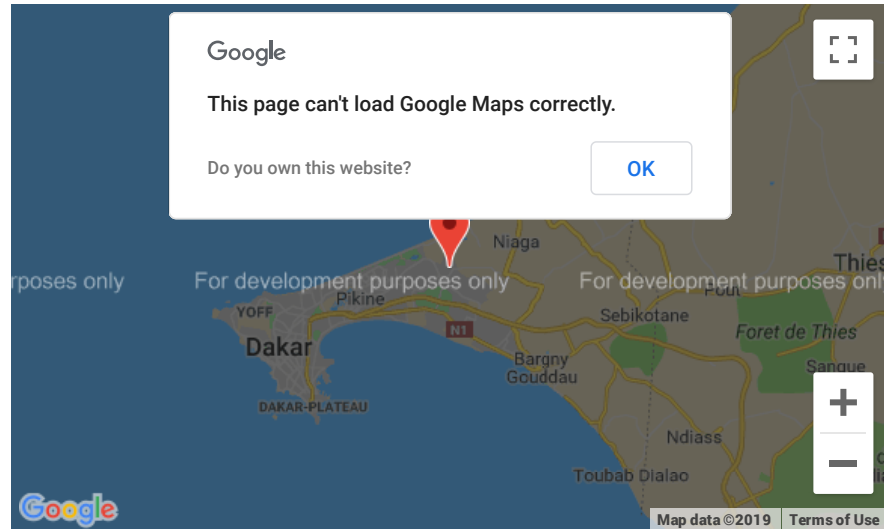 Google
This page can't load Google Maps correctly.
Do you own this website?
OK
Niaga
Thies
rposes only
For development purposes only
For development purposes onl
Pout
Pikine
YOFF
Sebikotane
N1
Foret de Thies
Dakar
Bargny
Gouddau
Sanque
DAKAR-PLATEAU
Ndiass
Toubab Dialao
Google
Map data ©2019
Terms of Use